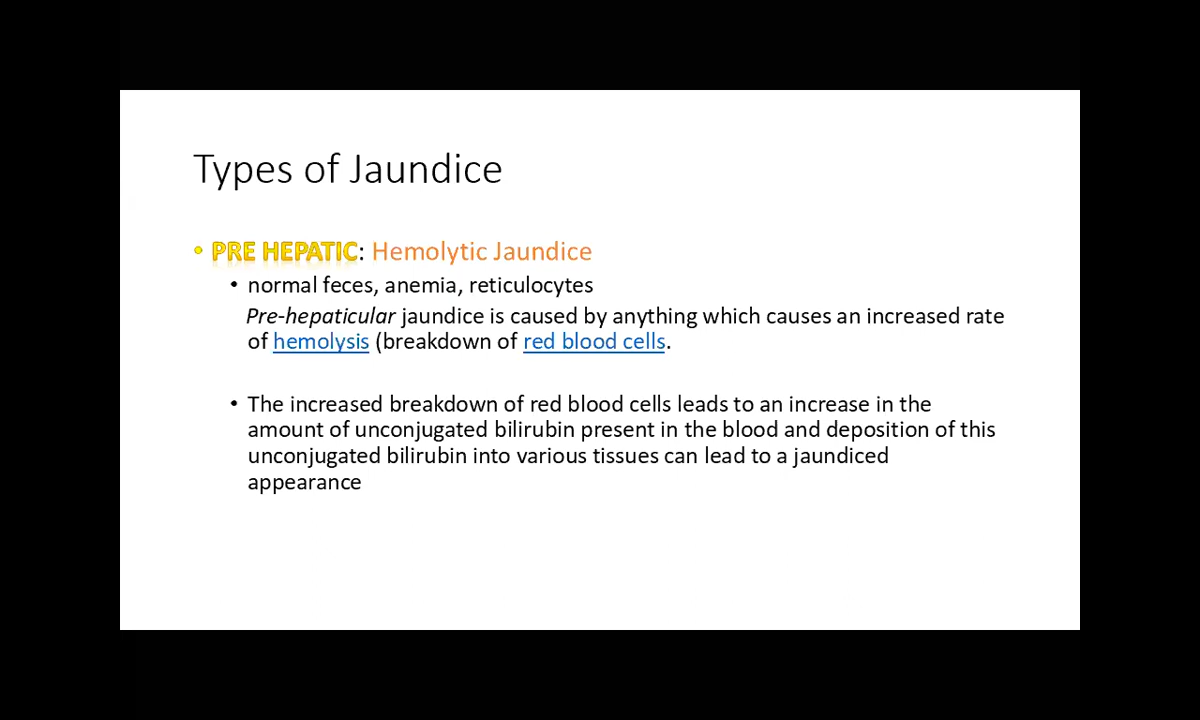 Types of Jaundice
• PRE HEPATIC: Hemolytic Jaundice
• normal feces, anemia, reticulocytes
Pre-hepaticular jaundice is caused by anything which causes an increased rate
of hemolysis (breakdown of red blood cells.
• The increased breakdown of red blood cells leads to an increase in the
amount of unconjugated bilirubin present in the blood and deposition of this
unconjugated bilirubin into various tissues can lead to a jaundiced
appearance